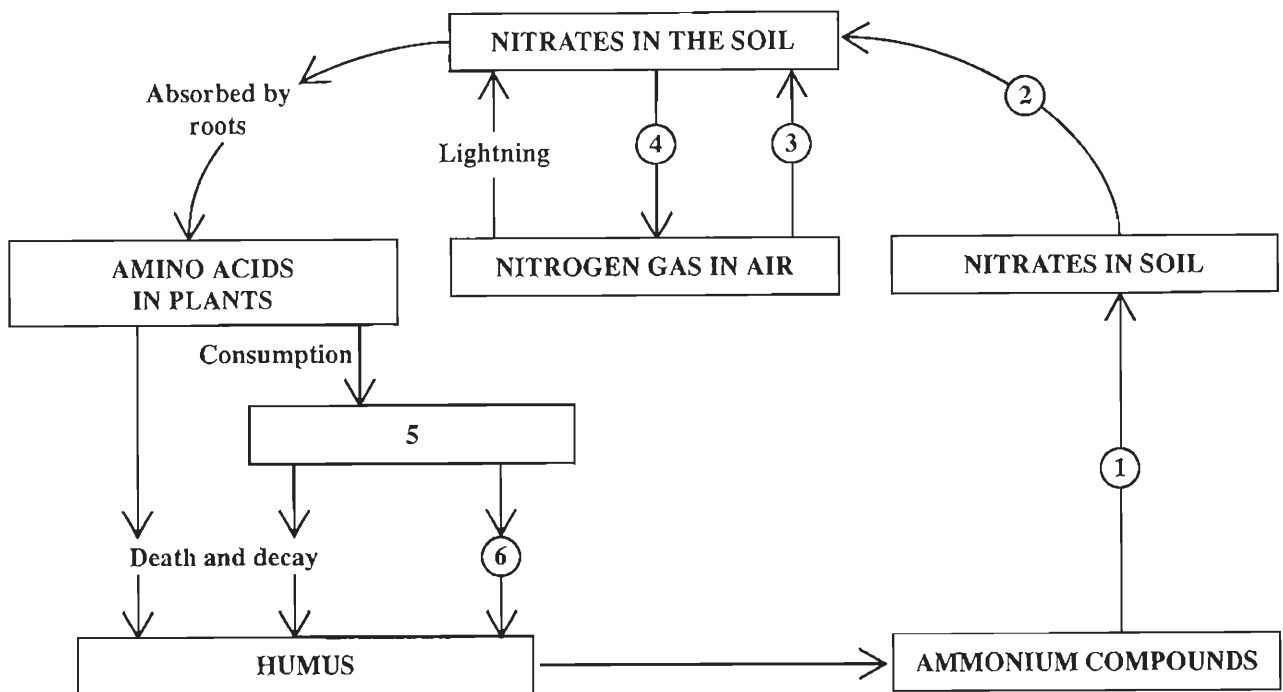 NITRATES IN THE SOIL
Absorbed by
roots
Lightning
4
3
2
AMINO ACIDS
IN PLANTS
NITROGEN GAS IN AIR
NITRATES IN SOIL
Consumption
5
1
Death and decay
6
HUMUS
AMMONIUM COMPOUNDS